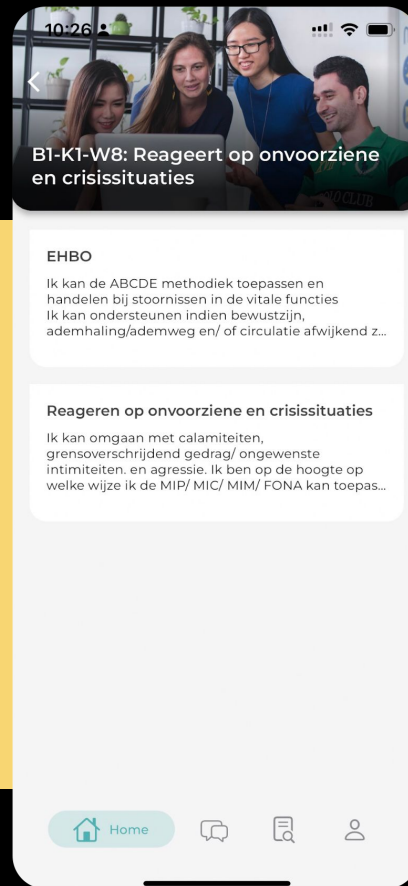 10:26
B1-K1-W8: Reageert op onvoorziene
en crisissituaties
EHBO
Ik kan de ABCDE methodiek toepassen en
handelen bij stoornissen in de vitale functies
Ik kan ondersteunen indien bewustzijn,
ademhaling/ademweg en/ of circulatie afwijkend z...
Reageren op onvoorziene en crisissituaties
Ik kan omgaan met calamiteiten,
grensoverschrijdend gedrag/ ongewenste
intimiteiten. en agressie. Ik ben op de hoogte op
welke wijze ik de MIP/ MIC/ MIM/ FONA kan toepas...
Home